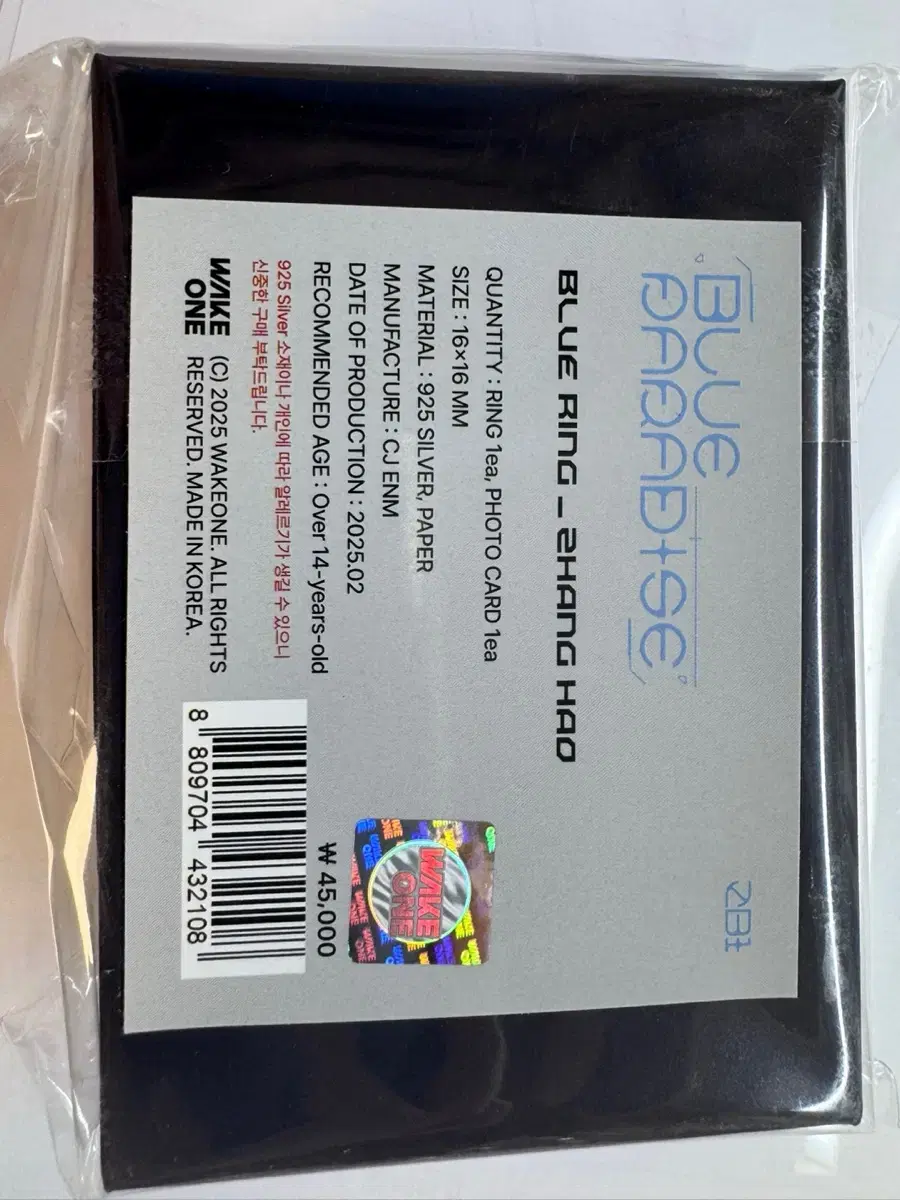 BLUE
PARADISE
ZB1
BLUE RING _ ZHANG HAO
QUANTITY : RING 1ea, PHOTO CARD 1ea
SIZE : 16×16 MM
MATERIAL : 925 SILVER, PAPER
MANUFACTURE : CJ ENM
DATE OF PRODUCTION : 2025.02
RECOMMENDED AGE : Over 14-years-old
925 Silver 소재이나 개인에 따라 알레르기가 생길 수 있으니
신중한 구매 부탁드립니다.
WAKE
ONE
(C) 2025 WAKEONE. ALL RIGHTS
RESERVED. MADE IN KOREA.
WAKE
ONE
₩ 45,000
8 809704 432108